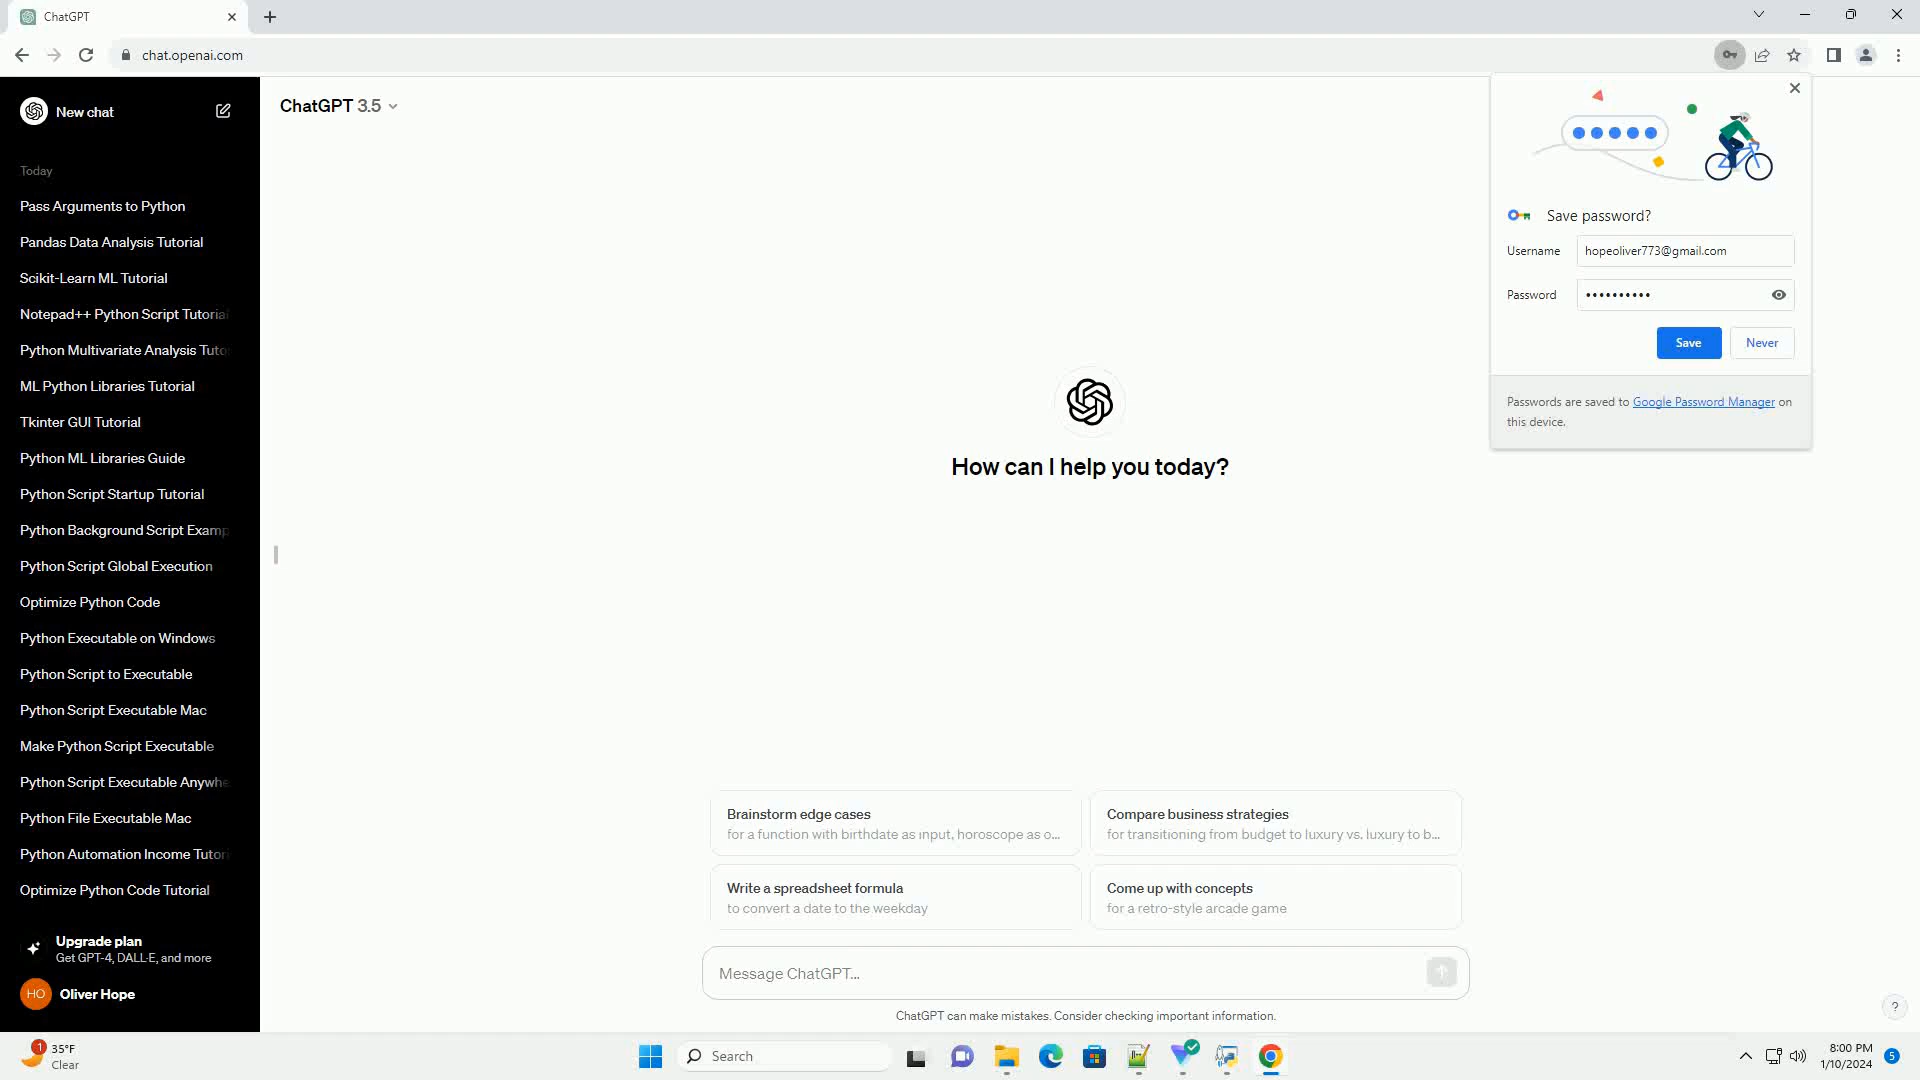 ChatGPT
chat.openai.com
New chat
Today
Pass Arguments to Python
Pandas Data Analysis Tutorial
Scikit-Learn ML Tutorial
Notepad++ Python Script Tutorial
Python Multivariate Analysis Tuto
ML Python Libraries Tutorial
Tkinter GUI Tutorial
Python ML Libraries Guide
Python Script Startup Tutorial
Python Background Script Examp
Python Script Global Execution
Optimize Python Code
Python Executable on Windows
Python Script to Executable
Python Script Executable Mac
Make Python Script Executable
Python Script Executable Anywhe
Python File Executable Mac
Python Automation Income Tutori
Optimize Python Code Tutorial
Upgrade plan
Get GPT-4, DALL·E, and more
HO Oliver Hope
ChatGPT 3.5
How can I help you today?
Brainstorm edge cases
for a function with birthdate as input, horoscope as o...
Compare business strategies
for transitioning from budget to luxury vs. luxury to b...
Write a spreadsheet formula
to convert a date to the weekday
Come up with concepts
for a retro-style arcade game
Message ChatGPT...
ChatGPT can make mistakes. Consider checking important information.
?
Save password?
Username hopeoliver773@gmail.com
Password ••••••••••
Save Never
Passwords are saved to Google Password Manager on
this device.
1
35°F
Clear
Search
8:00 PM
1/10/2024
5